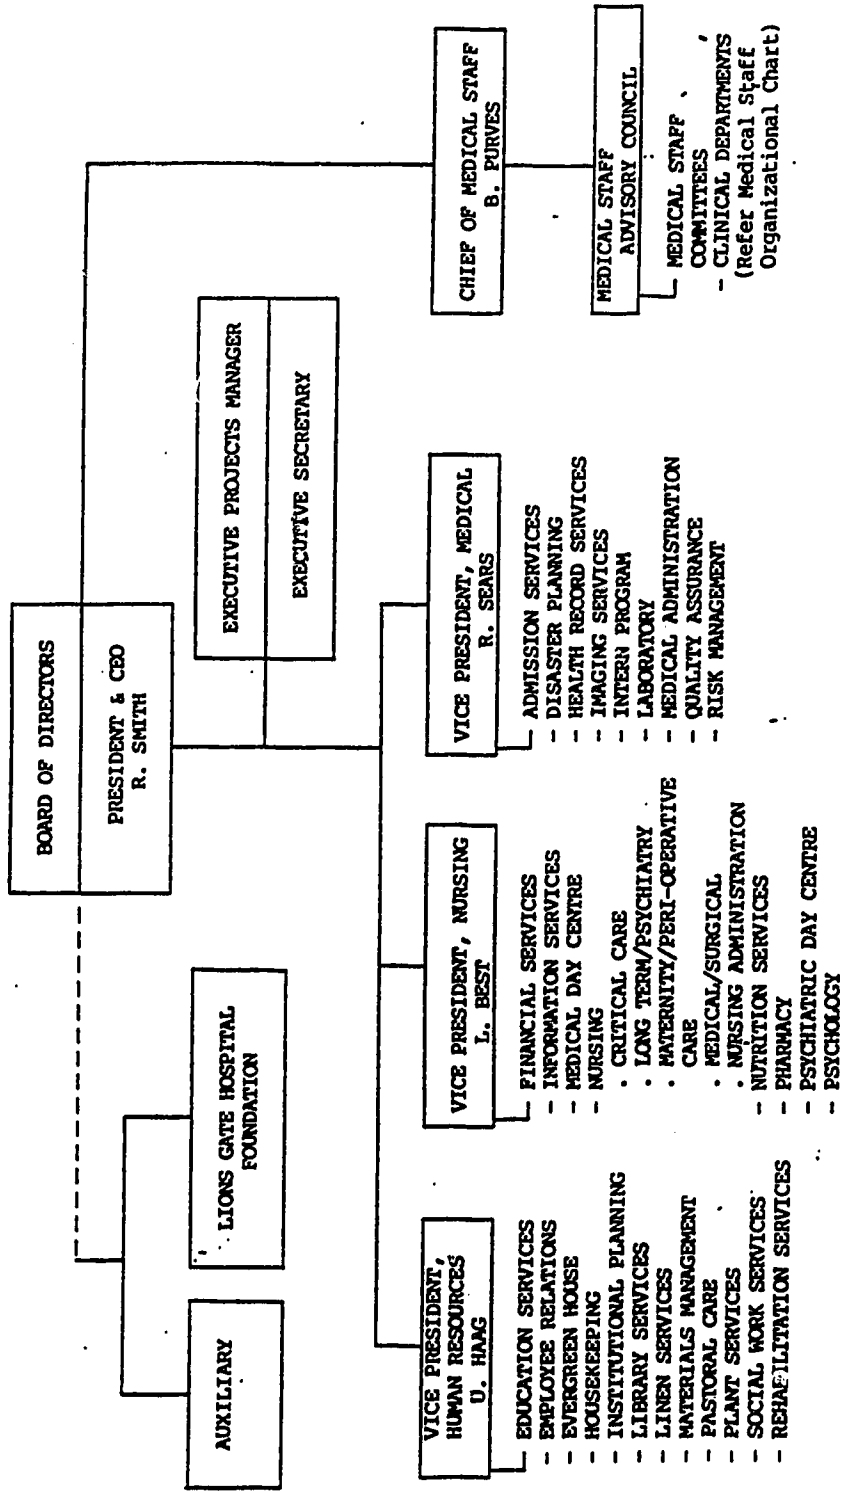 BOARD OF DIRECTORS
PRESIDENT & CEO
R. SMITH
AUXILIARY
LIONS GATE HOSPITAL
FOUNDATION
EXECUTIVE PROJECTS MANAGER
EXECUTIVE SECRETARY
VICE PRESIDENT,
HUMAN RESOURCES
U. HAAG
- EDUCATION SERVICES
- EMPLOYEE RELATIONS
- EVERGREEN HOUSE
- HOUSEKEEPING
- INSTITUTIONAL PLANNING
- LIBRARY SERVICES
- LINEN SERVICES
- MATERIALS MANAGEMENT
- PASTORAL CARE
- PLANT SERVICES
- SOCIAL WORK SERVICES
- REHABILITATION SERVICES
VICE PRESIDENT, NURSING
L. BEST
- FINANCIAL SERVICES
- INFORMATION SERVICES
- MEDICAL DAY CENTRE
- NURSING
. CRITICAL CARE
. LONG TERM/PSYCHIATRY
. MATERNITY/PERI-OPERATIVE
CARE
. MEDICAL/SURGICAL
. NURSING ADMINISTRATION
- NUTRITION SERVICES
- PHARMACY
- PSYCHIATRIC DAY CENTRE
- PSYCHOLOGY
VICE PRESIDENT, MEDICAL
R. SEARS
- ADMISSION SERVICES
- DISASTER PLANNING
- HEALTH RECORD SERVICES
- IMAGING SERVICES
- INTERN PROGRAM
- LABORATORY
- MEDICAL ADMINISTRATION
- QUALITY ASSURANCE
- RISK MANAGEMENT
CHIEF OF MEDICAL STAFF
B. PURVES
MEDICAL STAFF
ADVISORY COUNCIL
- MEDICAL STAFF
COMMITTEES
- CLINICAL DEPARTMENTS
(Refer Medical Staff
Organizational Chart)